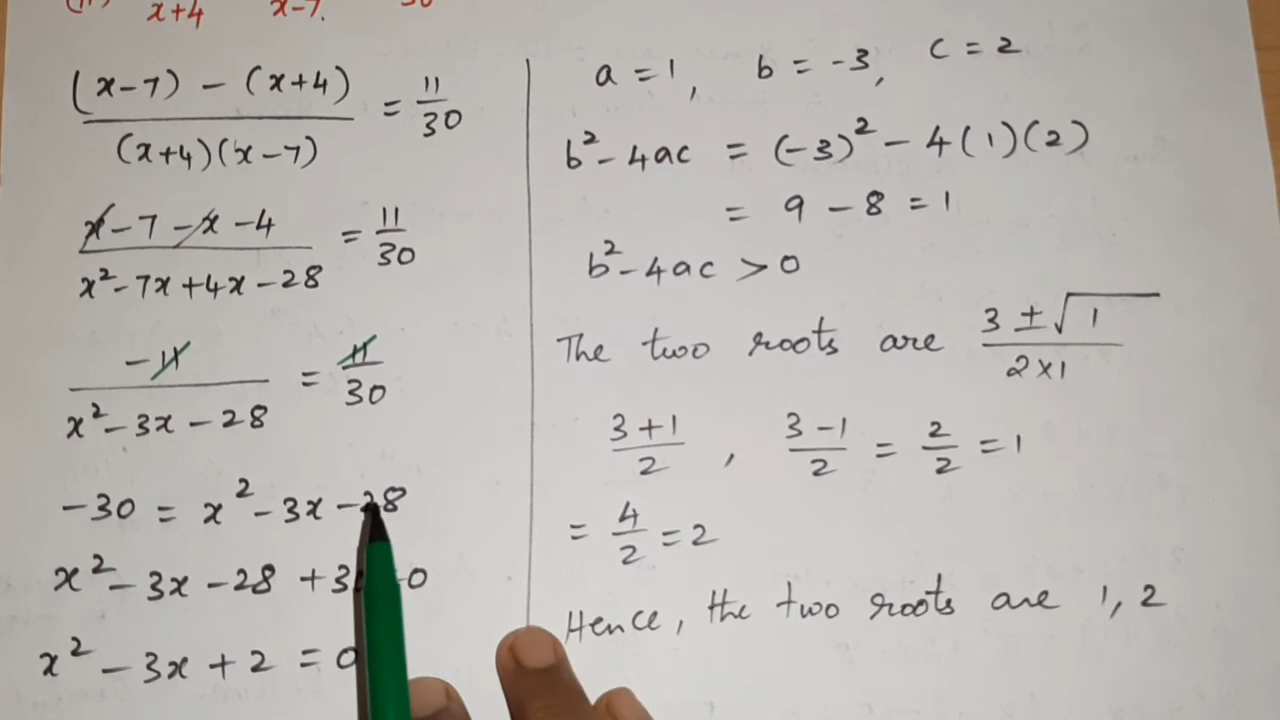 x+4 x-7
(x-7) - (x+4) / (x+4)(x-7) = 11/30
x-7-x-4 / x²-7x+4x-28 = 11/30
-11 / x²-3x-28 = 11/30
-30 = x²-3x-28
x²-3x-28 +3
x²-3x+2 = 0
a=1, b=-3, c=2
b²-4ac = (-3)²-4(1)(2)
= 9-8=1
b²-4ac>0
The two roots are 3±√1 / 2×1
3+1/2 , 3-1/2 = 2/2 = 1
= 4/2 = 2
Hence, the two roots are 1, 2